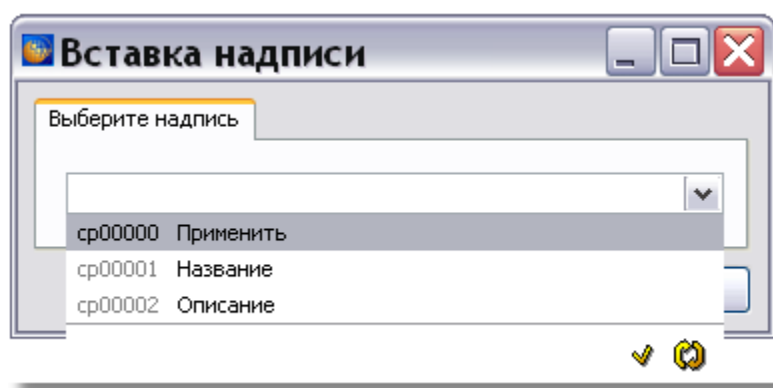 Вставка надписи
Выберите надпись
cp00000 Применить
cp00001 Название
cp00002 Описание